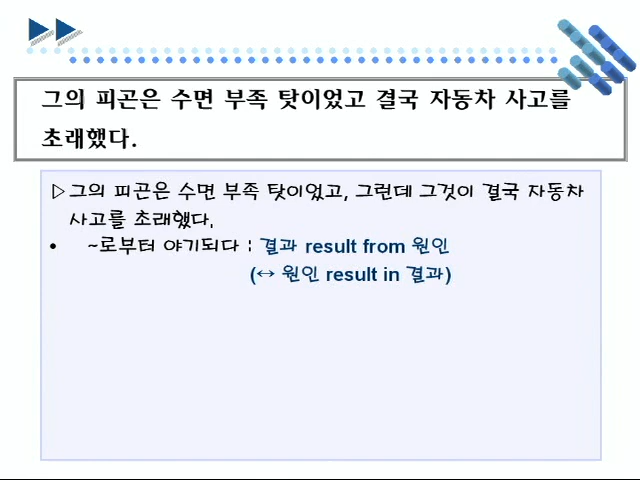 그의 피곤은 수면 부족 탓이었고 결국 자동차 사고를
초래했다.
▷그의 피곤은 수면 부족 탓이었고, 그런데 그것이 결국 자동차
사고를 초래했다.
• ~로부터 야기되다 : 결과 result from 원인
(↔ 원인 result in 결과)